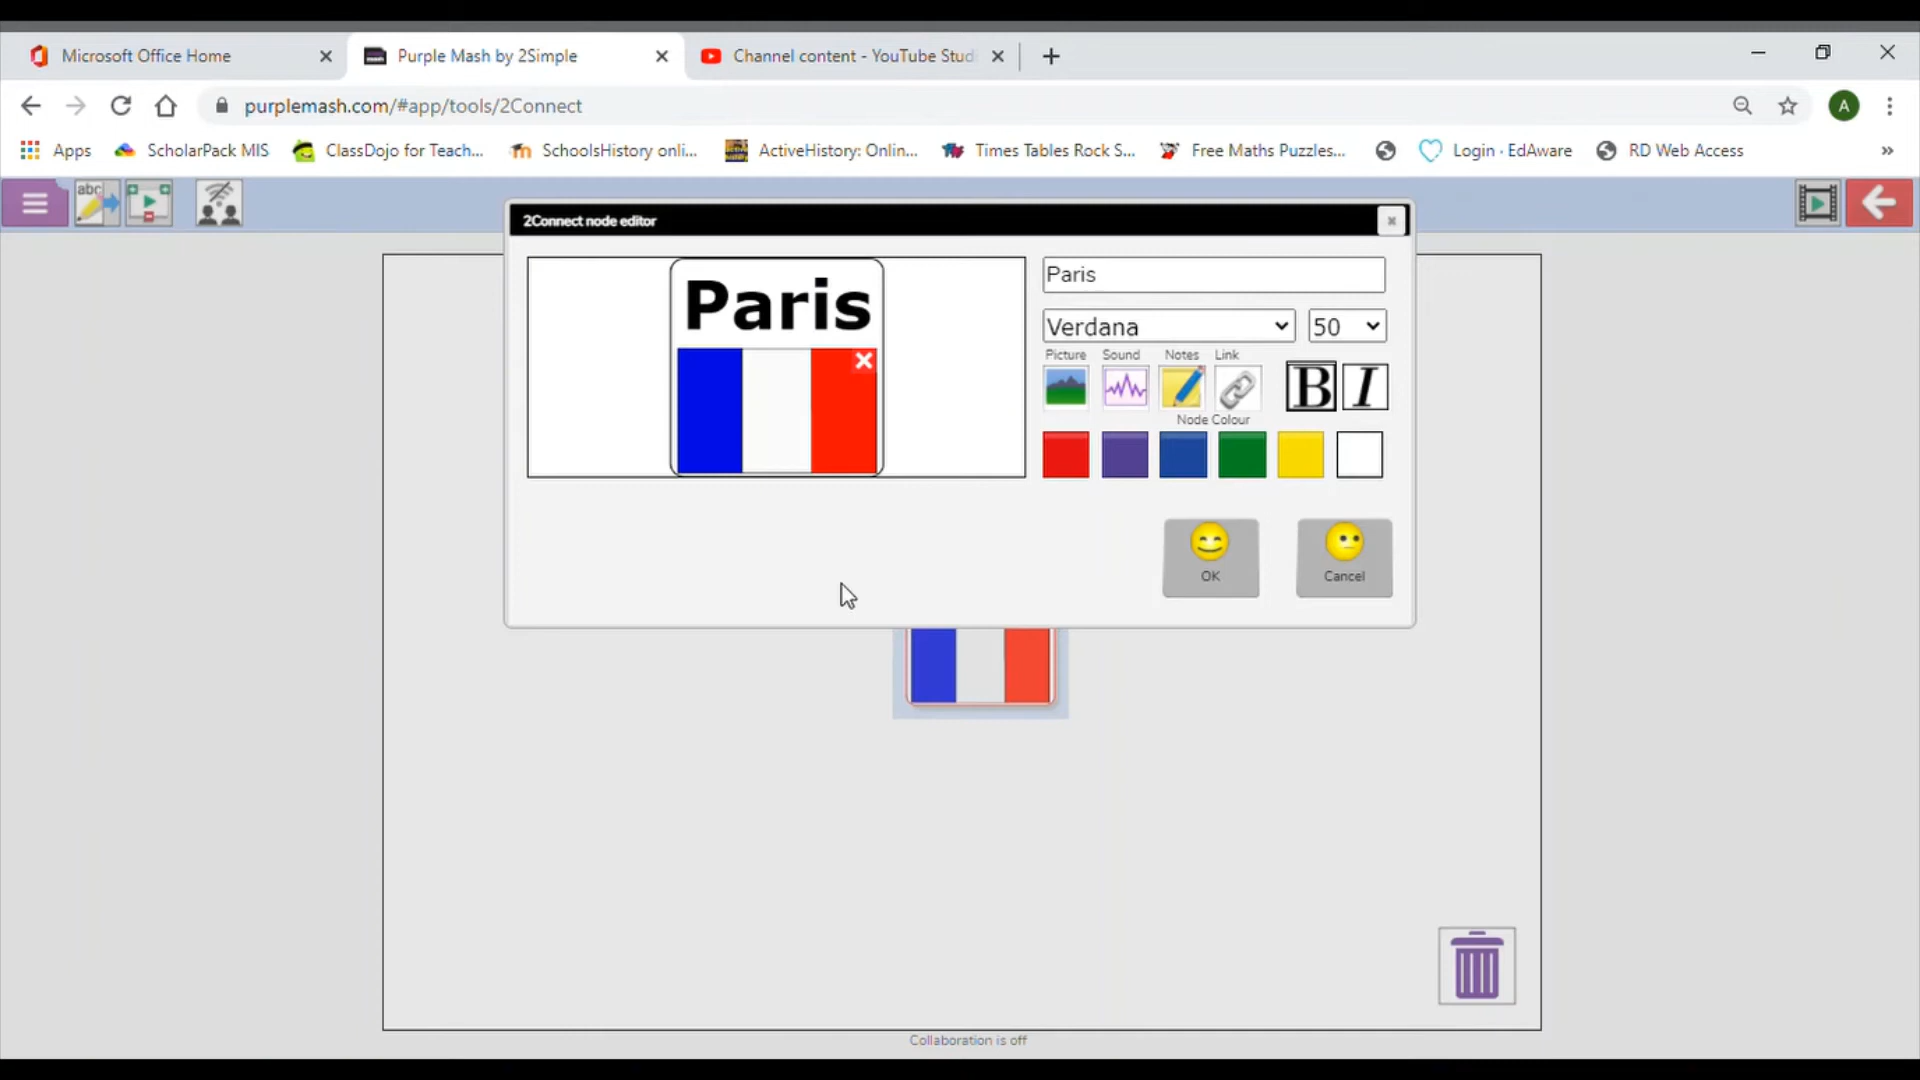 Microsoft Office Home
Purple Mash by 2Simple
Channel content - YouTube Stud
purplemash.com/#app/tools/2Connect
A
Apps
ScholarPack MIS
ClassDojo for Teach...
SchoolsHistory onli...
ActiveHistory: Onlin...
Times Tables Rock S...
Free Maths Puzzles...
Login · EdAware
RD Web Access
»
abc
2Connect node editor
Paris
Paris
Verdana
50
Picture
Sound
Notes
Link
B
I
Node Colour
OK
Cancel
Collaboration is off